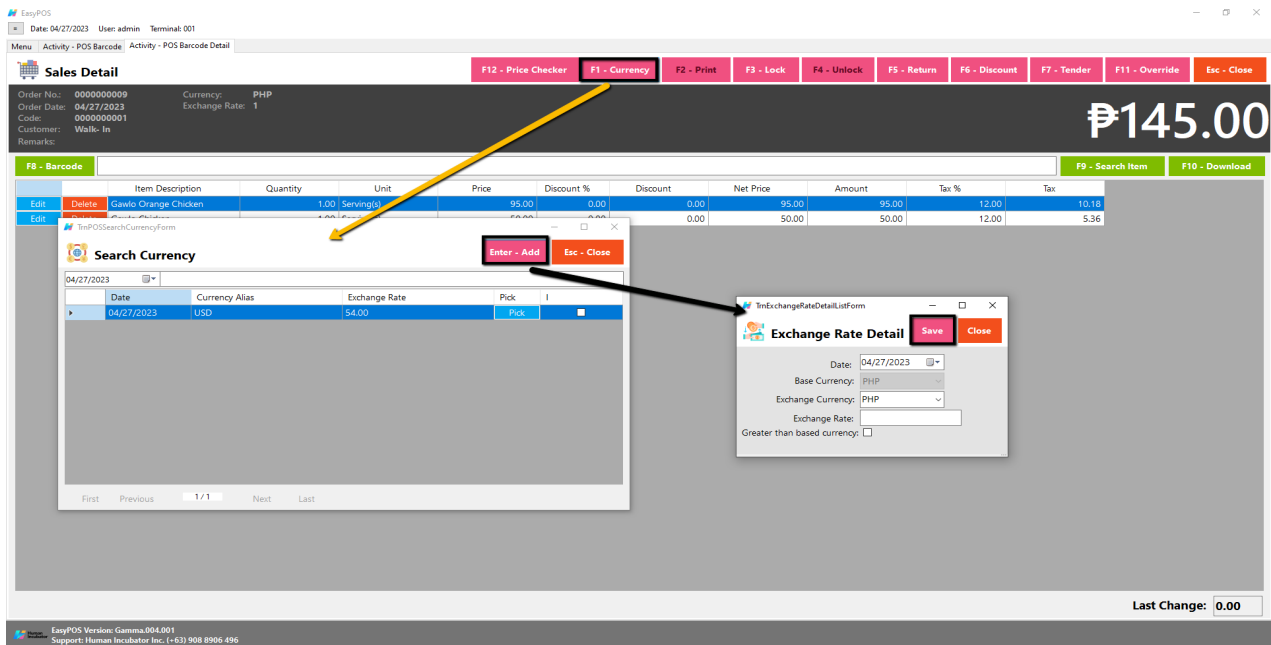 EasyPOS
Date: 04/27/2023 User: admin Terminal: 001
Menu Activity - POS Barcode Activity - POS Barcode Detail
Sales Detail
F12 - Price Checker F1 - Currency F2 - Print F3 - Lock F4 - Unlock F5 - Return F6 - Discount F7 - Tender F11 - Override Esc - Close
Order No.: 0000000009 Currency: PHP
Order Date: 04/27/2023 Exchange Rate: 1
Code: 0000000001
Customer: Walk- In
Remarks:
₱145.00
F8 - Barcode F9 - Search Item F10 - Download
Item Description Quantity Unit Price Discount % Discount Net Price Amount Tax % Tax
Edit Delete Gawlo Orange Chicken 1.00 Serving(s) 95.00 0.00 0.00 95.00 95.00 12.00 10.18
Edit Delete Gawlo Chicken 1.00 Serving(s) 50.00 0.00 0.00 50.00 50.00 12.00 5.36
TrnPOSSearchCurrencyForm
Search Currency
Enter - Add Esc - Close
04/27/2023
Date Currency Alias Exchange Rate Pick I
04/27/2023 USD 54.00 Pick
First Previous 1 / 1 Next Last
TrnExchangeRateDetailListForm
Exchange Rate Detail Save Close
Date: 04/27/2023
Base Currency: PHP
Exchange Currency: PHP
Exchange Rate:
Greater than based currency:
Last Change: 0.00
Human Incubator
EasyPOS Version: Gamma.004.001
Support: Human Incubator Inc. (+63) 908 8906 496